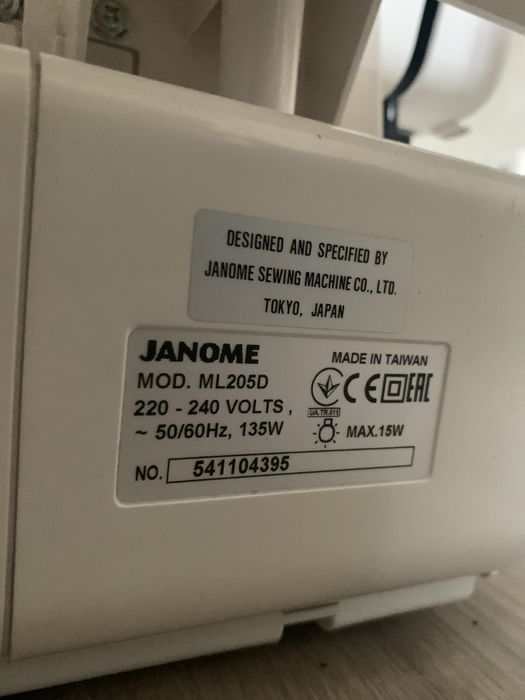 DESIGNED AND SPECIFIED BY
JANOME SEWING MACHINE CO., LTD.
TOKYO, JAPAN
JANOME
MADE IN TAIWAN
MOD. ML205D
220 - 240 VOLTS ,
~ 50/60Hz, 135W
CE EAC
UA.TR.011
MAX.15W
NO. 541104395